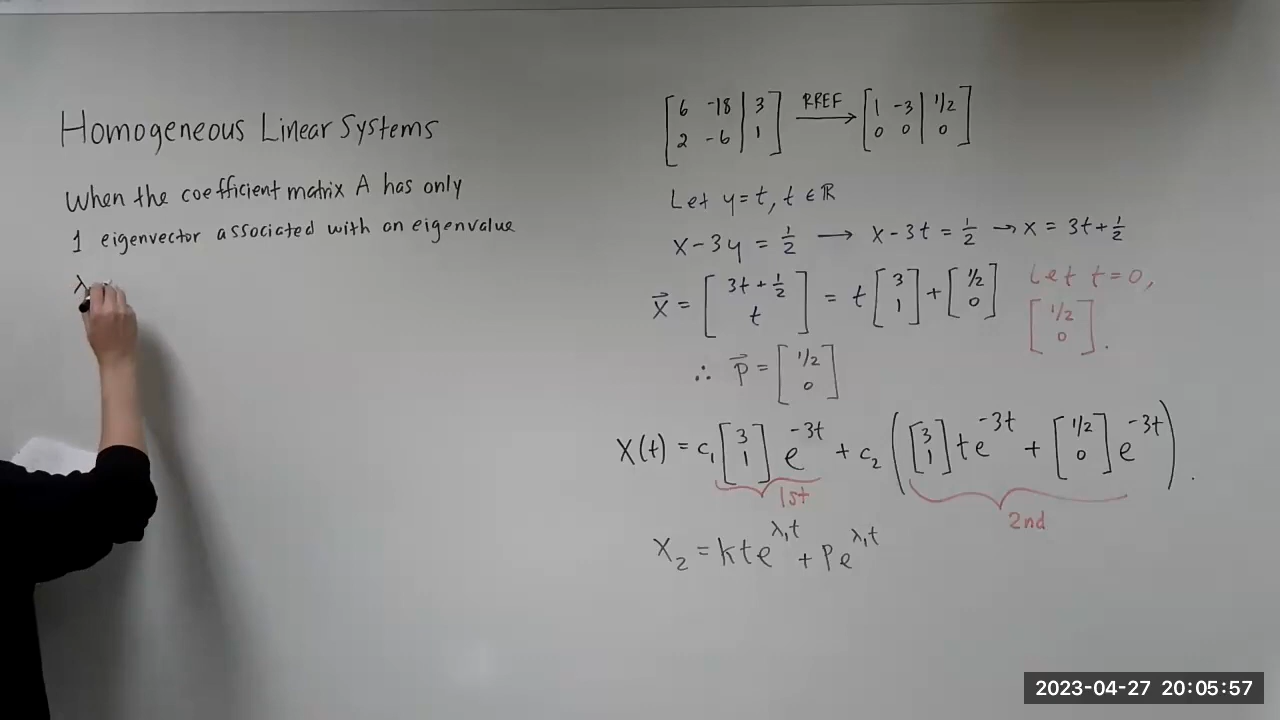 Homogeneous Linear Systems
When the coefficient matrix A has only
1 eigenvector associated with an eigenvalue
λ
[6 -18 | 3; 2 -6 | 1] RREF→ [1 -3 | 1/2; 0 0 | 0]
Let y=t, t∈ℝ
x-3y = 1/2 → x-3t = 1/2 → x = 3t+1/2
x⃗ = [3t+1/2; t] = t[3; 1] + [1/2; 0] Let t=0,
[1/2; 0].
∴ p⃗ = [1/2; 0]
X(t) = c₁[3; 1]e^{-3t} + c₂([3; 1]te^{-3t} + [1/2; 0]e^{-3t}).
1st
2nd
X₂ = kte^{λ₁t} + Pe^{λ₁t}
2023-04-27 20:05:57